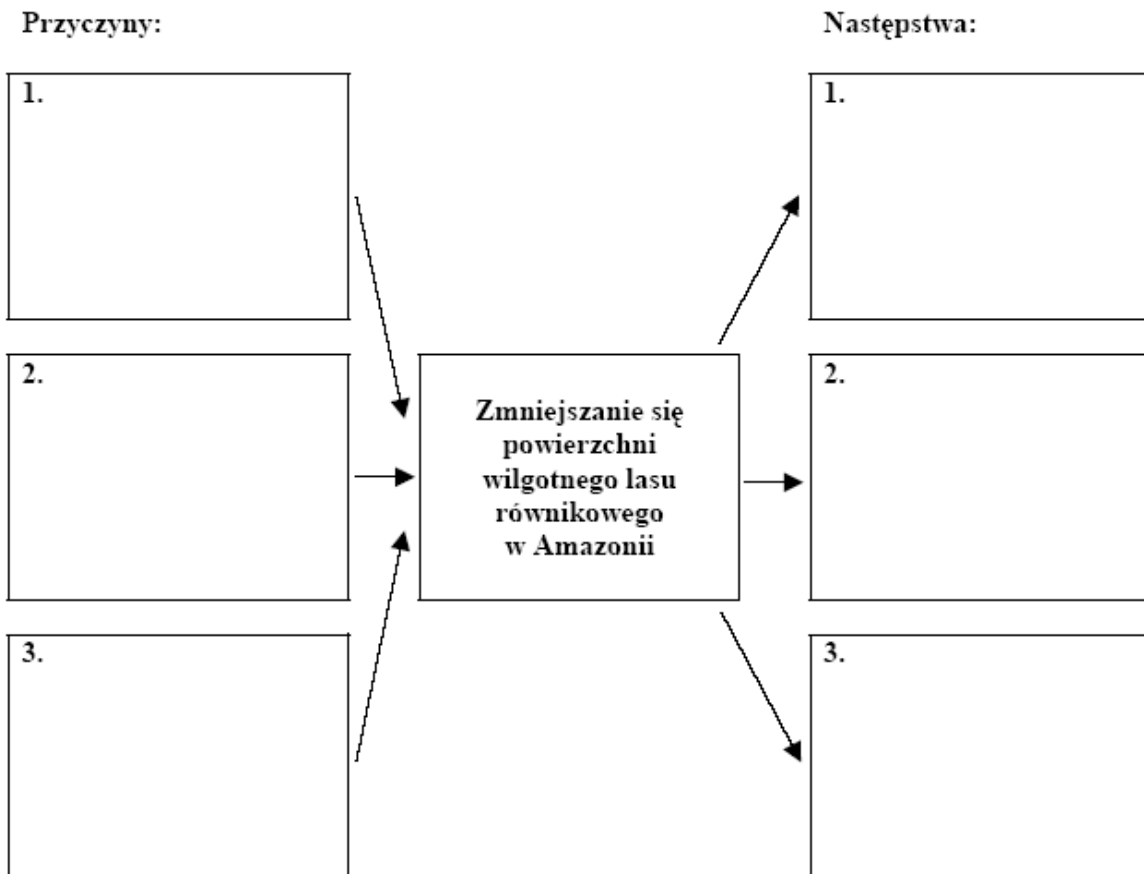 Przyczyny:
Następstwa:
1.
1.
2.
Zmniejszanie się
powierzchni
wilgotnego lasu
równikowego
w Amazonii
2.
3.
3.